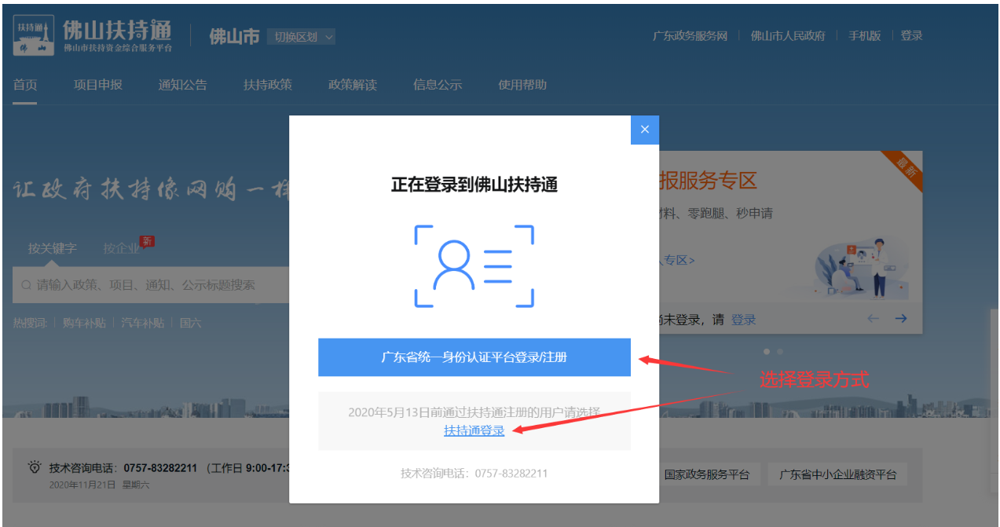 扶持通
佛山
佛山扶持通
佛山市扶持资金综合服务平台
佛山市
切换区划
广东政务服务网
佛山市人民政府
手机版
登录
首页
项目申报
通知公告
扶持政策
政策解读
信息公示
使用帮助
让政府扶持像网购一样
按关键字
按企业
新
请输入政策、项目、通知、公示标题搜索
热搜词:
购车补贴
汽车补贴
国六
正在登录到佛山扶持通
广东省统一身份认证平台登录/注册
2020年5月13日前通过扶持通注册的用户请选择
扶持通登录
技术咨询电话：0757-83282211
最新
报服务专区
材料、零跑腿、秒申请
人专区>
尚未登录，请 登录
选择登录方式
技术咨询电话：0757-83282211 （工作日 9:00-17:3
2020年11月21日 星期六
国家政务服务平台
广东省中小企业融资平台